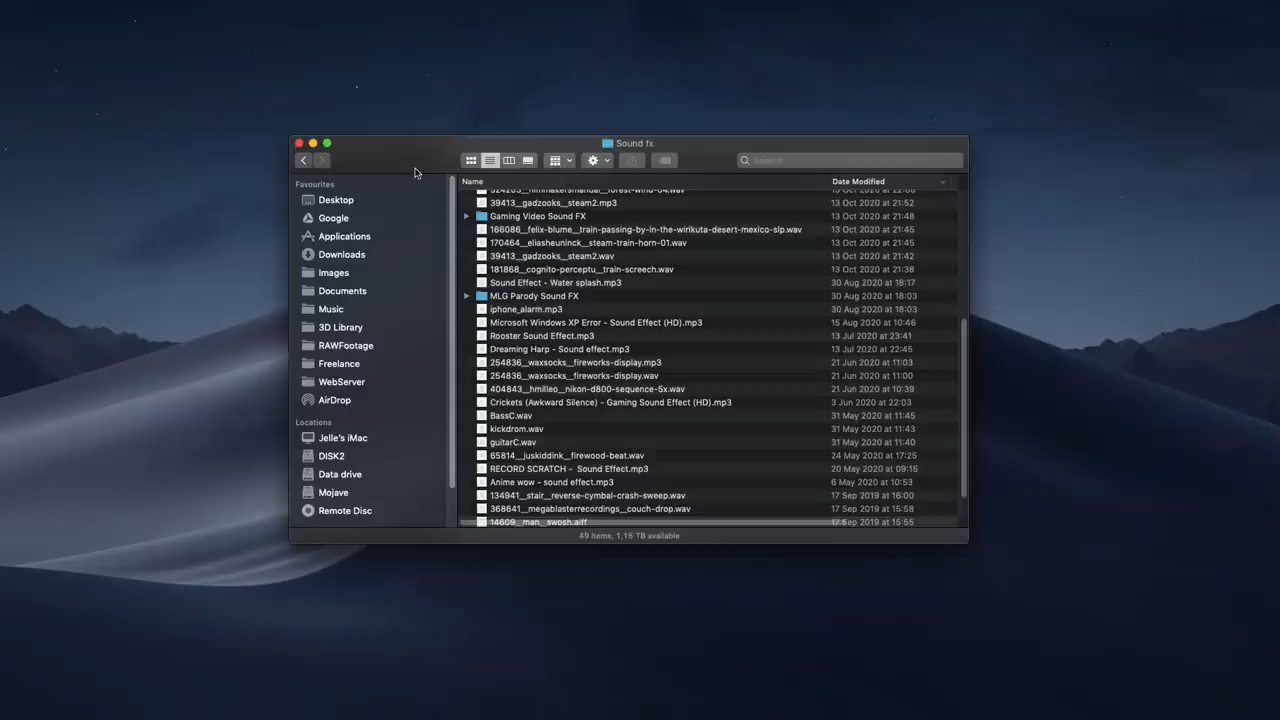 Sound fx
Search
Favourites
Desktop
Google
Applications
Downloads
Images
Documents
Music
3D Library
RAWFootage
Freelance
WebServer
AirDrop
Locations
Jelle's iMac
DISK2
Data drive
Mojave
Remote Disc
Name Date Modified
39413__gadzooks__steam2.mp3 13 Oct 2020 at 21:52
Gaming Video Sound FX 13 Oct 2020 at 21:48
166086__felix-blume__train-passing-by-in-the-wirikuta-desert-mexico-slp.wav 13 Oct 2020 at 21:45
170464__eliasheuninck__steam-train-horn-01.wav 13 Oct 2020 at 21:45
39413__gadzooks__steam2.wav 13 Oct 2020 at 21:42
181868__cognito-perceptu__train-screech.wav 13 Oct 2020 at 21:38
Sound Effect - Water splash.mp3 30 Aug 2020 at 18:17
MLG Parody Sound FX 30 Aug 2020 at 18:03
iphone_alarm.mp3 30 Aug 2020 at 18:03
Microsoft Windows XP Error - Sound Effect (HD).mp3 15 Aug 2020 at 10:46
Rooster Sound Effect.mp3 13 Jul 2020 at 23:41
Dreaming Harp - Sound effect.mp3 13 Jul 2020 at 22:45
254836__waxsocks__fireworks-display.mp3 21 Jun 2020 at 11:03
254836__waxsocks__fireworks-display.wav 21 Jun 2020 at 11:00
404843__hmilleo__nikon-d800-sequence-5x.wav 21 Jun 2020 at 10:39
Crickets (Awkward Silence) - Gaming Sound Effect (HD).mp3 3 Jun 2020 at 22:03
BassC.wav 31 May 2020 at 11:45
kickdrom.wav 31 May 2020 at 11:43
guitarC.wav 31 May 2020 at 11:40
65814__juskiddink__firewood-beat.wav 24 May 2020 at 17:25
RECORD SCRATCH - Sound Effect.mp3 20 May 2020 at 09:15
Anime wow - sound effect.mp3 6 May 2020 at 10:53
134941__stair__reverse-cymbal-crash-sweep.wav 17 Sep 2019 at 16:00
368641__megablasterrecordings__couch-drop.wav 17 Sep 2019 at 15:58
14609__man__swosh.aiff 17 Sep 2019 at 15:55
49 items, 1,15 TB available